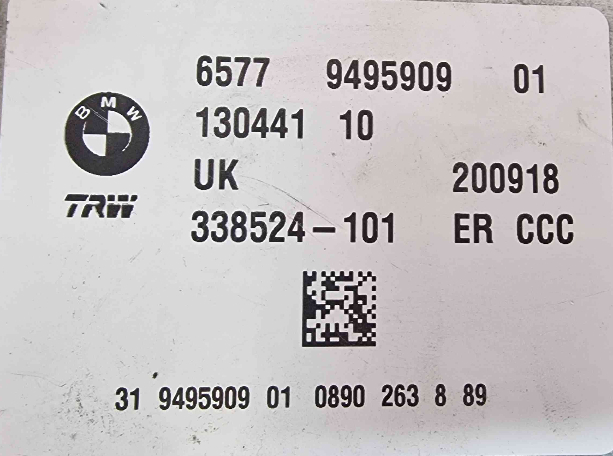 6577 9495909 01
BMW
130441 10
UK 200918
TRW
338524-101 ER CCC
31 9495909 01 0890 263 8 89